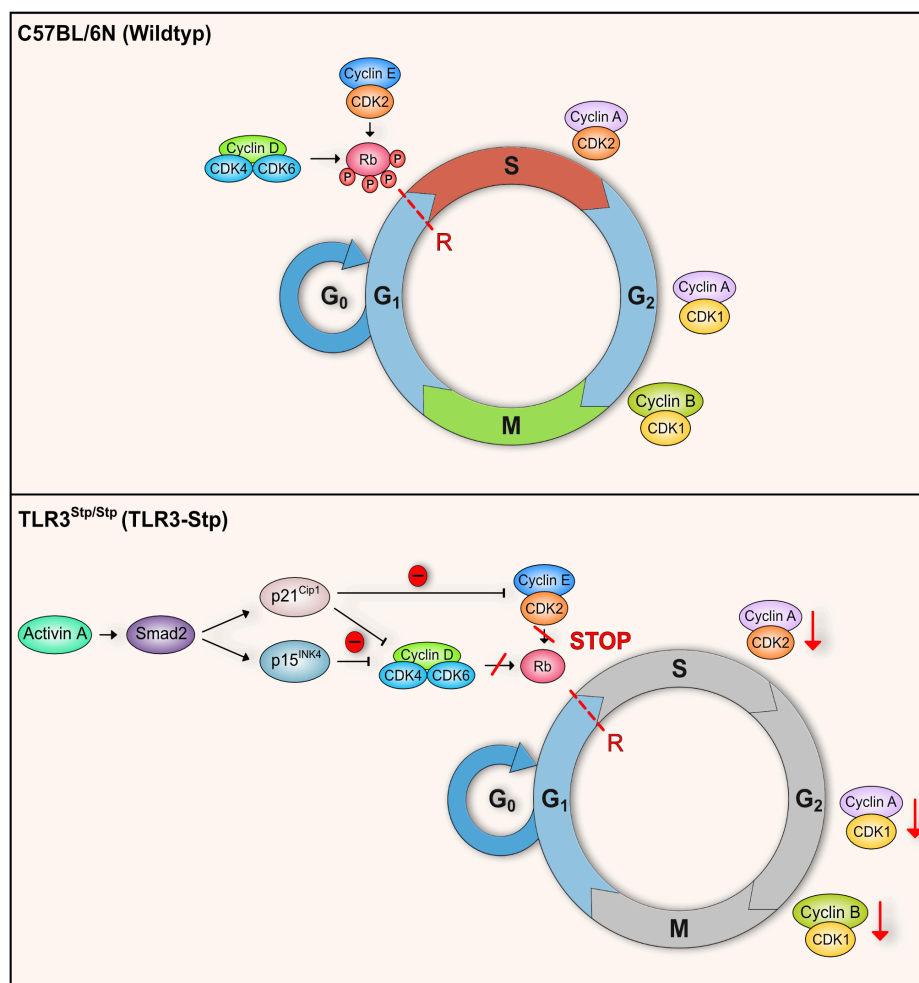 C57BL/6N (Wildtyp)
Cyclin E
CDK2
Cyclin A
CDK2
Cyclin D
CDK4 CDK6
Rb
P
P
P
P
S
R
G0
G1
G2
Cyclin A
CDK1
Cyclin B
CDK1
M
TLR3Stp/Stp (TLR3-Stp)
Activin A
Smad2
p21Cip1
p15INK4
Cyclin E
CDK2
STOP
Cyclin D
CDK4 CDK6
Rb
Cyclin A
CDK2
S
R
G0
G1
G2
Cyclin A
CDK1
Cyclin B
CDK1
M